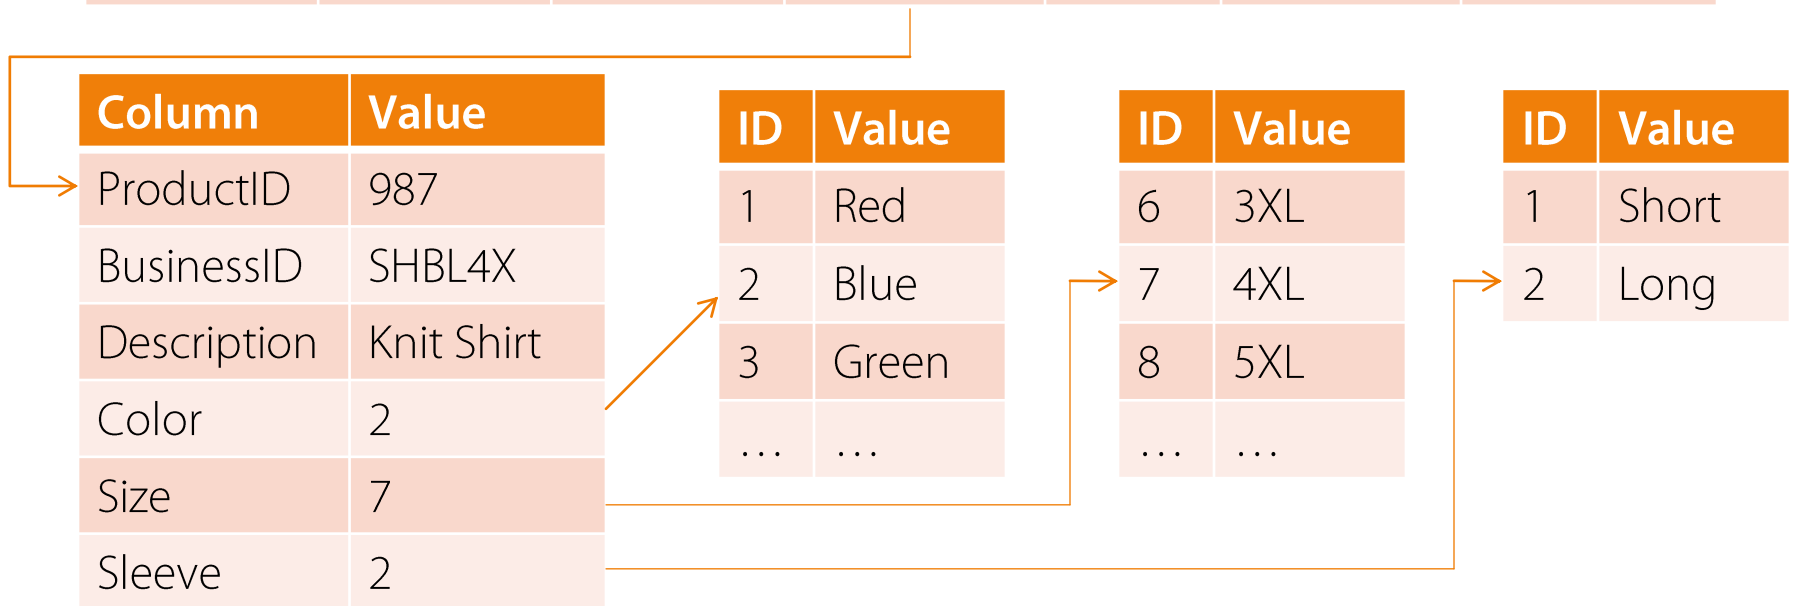 Column Value
ProductID 987
BusinessID SHBL4X
Description Knit Shirt
Color 2
Size 7
Sleeve 2
ID Value
1 Red
2 Blue
3 Green
... ...
ID Value
6 3XL
7 4XL
8 5XL
... ...
ID Value
1 Short
2 Long